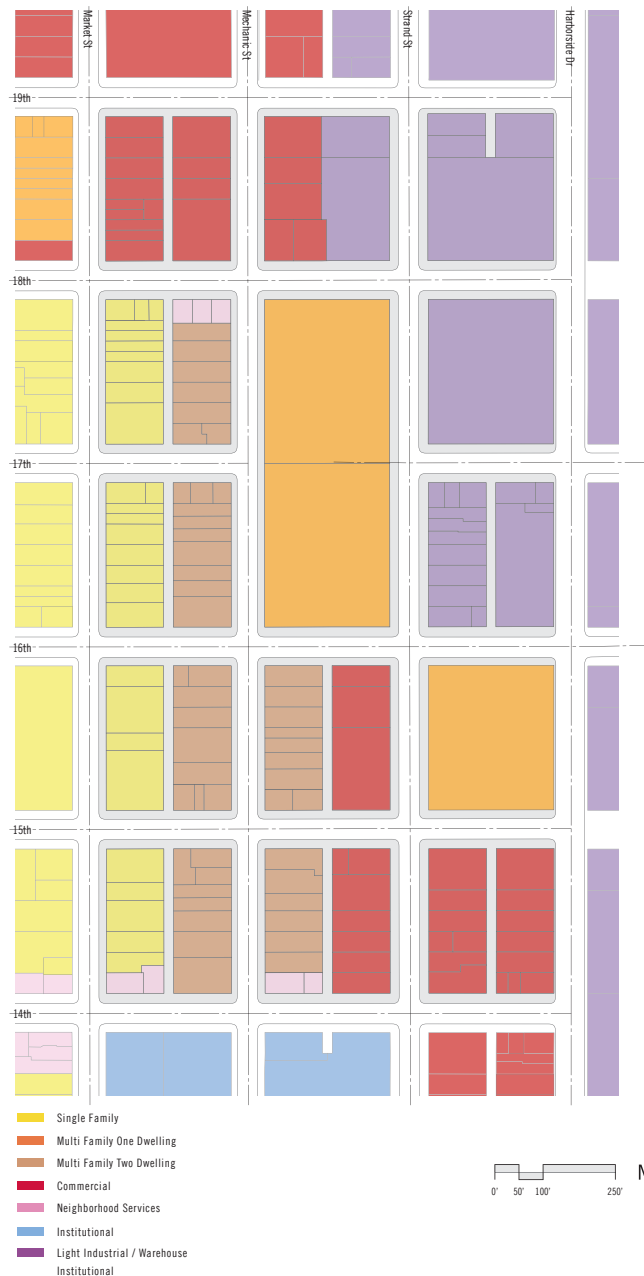 Market St
Mechanic St
Strand St
Harborside Dr
19th
18th
17th
16th
15th
14th
Single Family
Multi Family One Dwelling
Multi Family Two Dwelling
Commercial
Neighborhood Services
Institutional
Light Industrial / Warehouse
Institutional
0' 50' 100' 250'
N